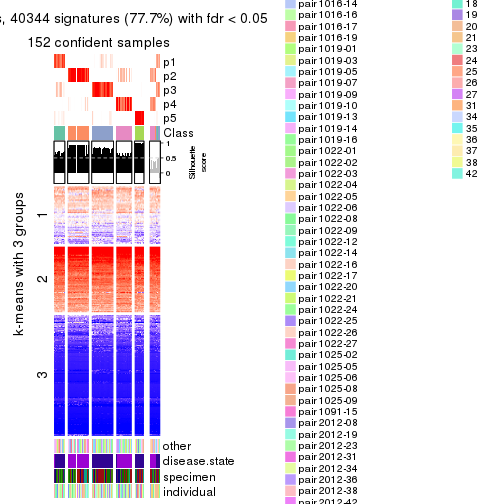 s, 40344 signatures (77.7%) with fdr < 0.05
152 confident samples
p1
p2
p3
p4
p5
Class
1
0.5
0
Silhouette
score
k-means with 3 groups
1
2
3
other
disease.state
specimen
individual
pair1016-14
pair1016-16
pair1016-17
pair1016-19
pair1019-01
pair1019-03
pair1019-05
pair1019-07
pair1019-09
pair1019-10
pair1019-13
pair1019-14
pair1019-16
pair1022-01
pair1022-02
pair1022-03
pair1022-04
pair1022-05
pair1022-06
pair1022-08
pair1022-09
pair1022-12
pair1022-14
pair1022-16
pair1022-17
pair1022-20
pair1022-21
pair1022-24
pair1022-25
pair1022-26
pair1022-27
pair1025-02
pair1025-05
pair1025-06
pair1025-08
pair1025-09
pair1091-15
pair2012-08
pair2012-19
pair2012-23
pair2012-31
pair2012-34
pair2012-36
pair2012-38
pair2012-42
18
19
20
21
23
24
25
26
27
31
34
35
36
37
38
42